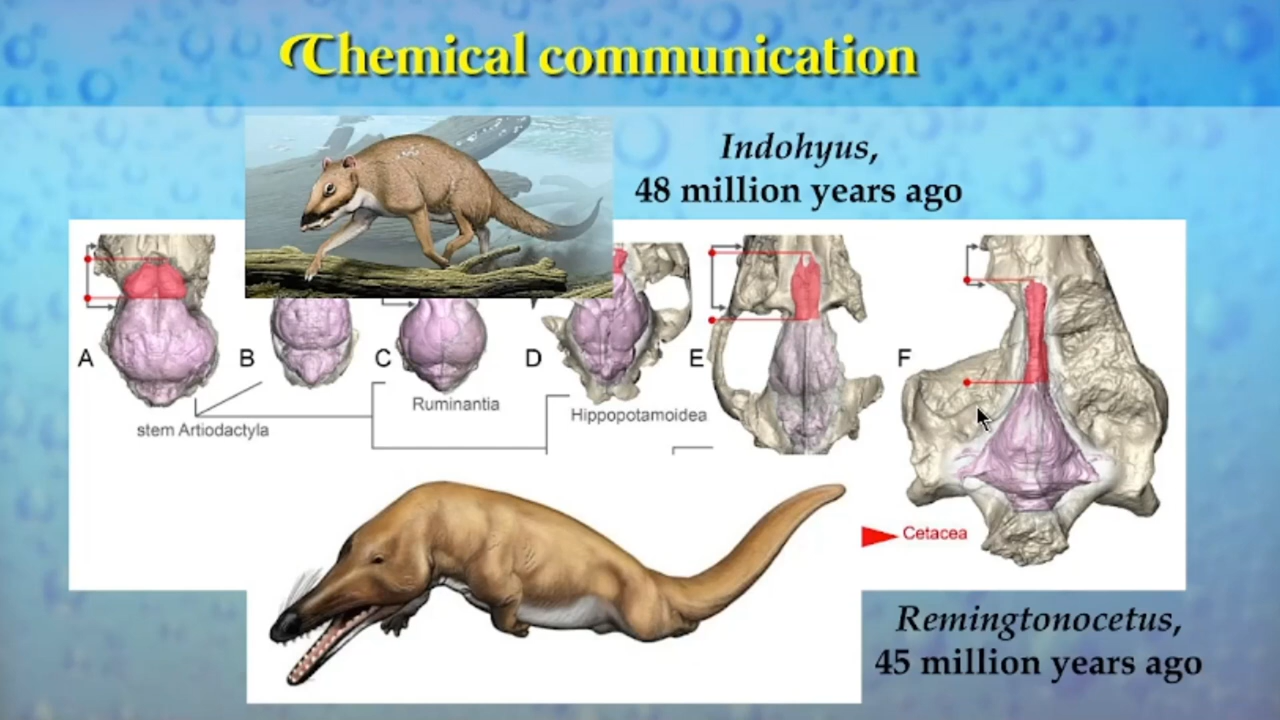 Chemical communication
Indohyus,
48 million years ago
A
B
C
D
E
F
Ruminantia
Hippopotamoidea
stem Artiodactyla
Cetacea
Remingtonocetus,
45 million years ago